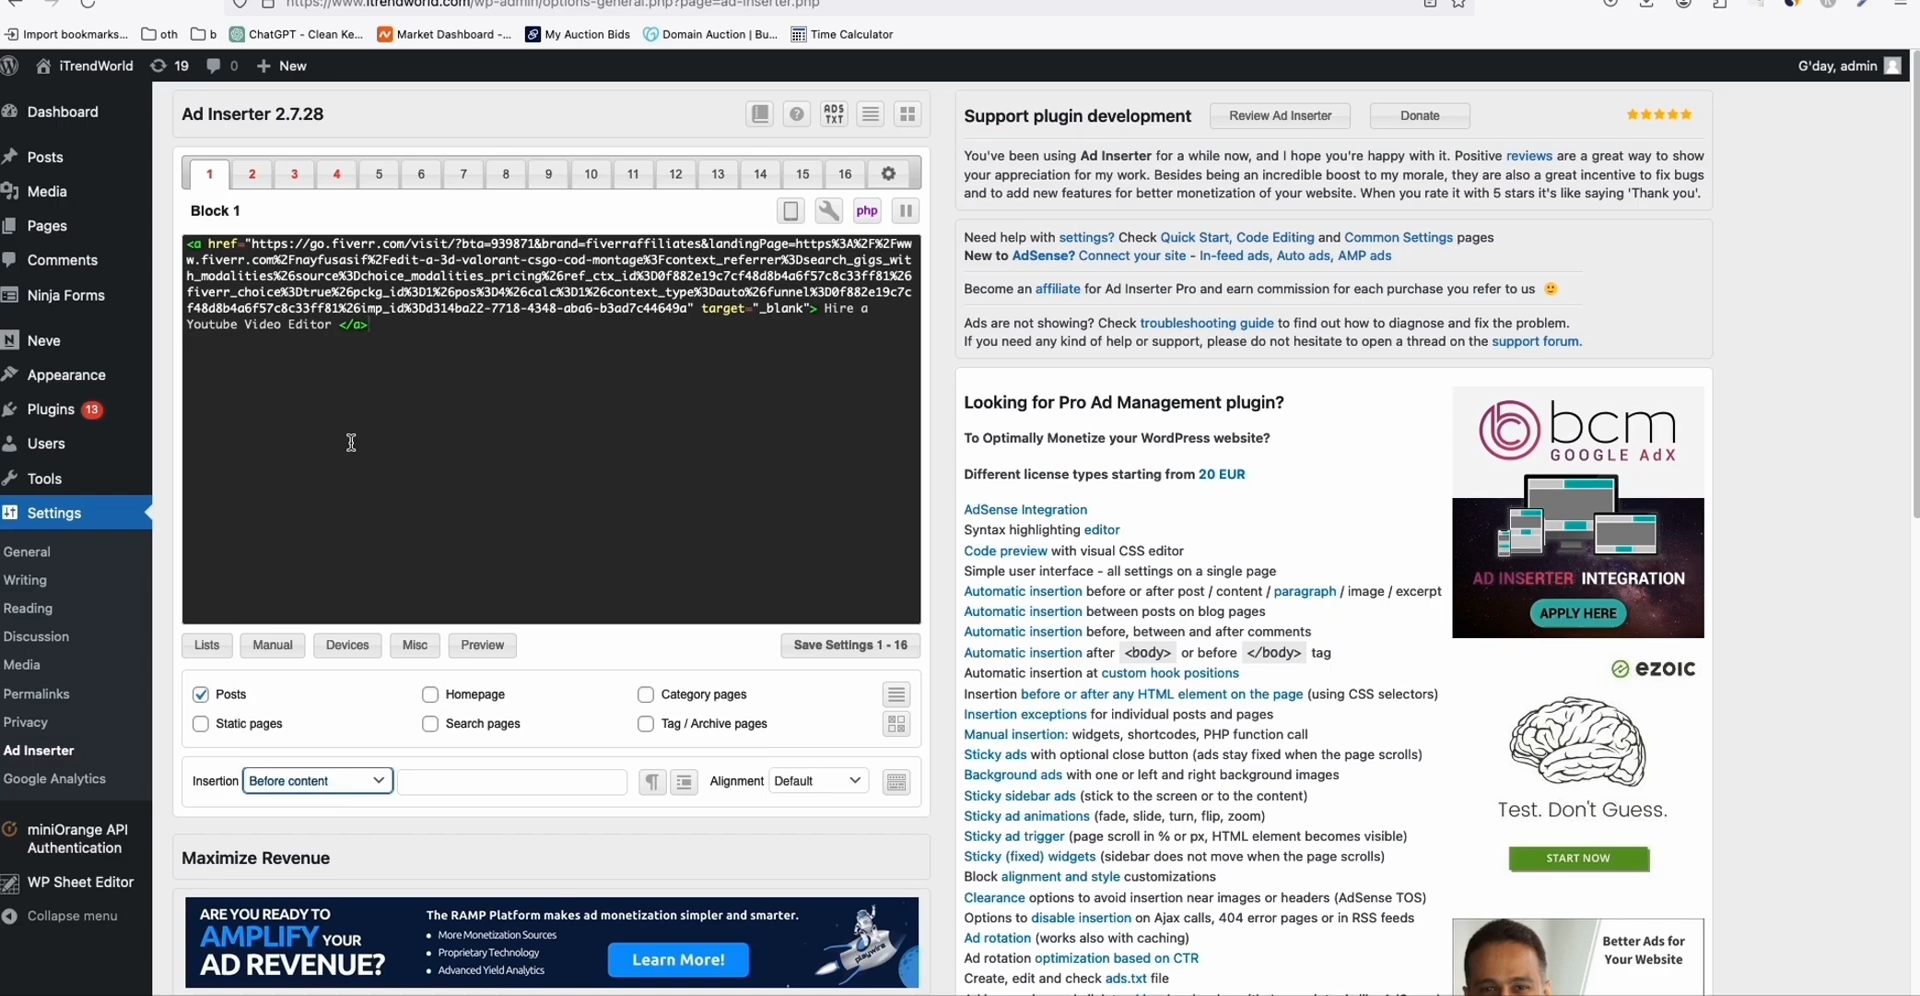 https://www.itrendworld.com/wp-admin/options-general.php?page=ad-inserter.php
Import bookmarks... oth b ChatGPT - Clean Ke... Market Dashboard -... My Auction Bids Domain Auction | Bu... Time Calculator
iTrendWorld 19 0 + New G'day, admin
Dashboard
Posts
Media
Pages
Comments
Ninja Forms
Neve
Appearance
Plugins 13
Users
Tools
Settings
General
Writing
Reading
Discussion
Media
Permalinks
Privacy
Ad Inserter
Google Analytics
miniOrange API
Authentication
WP Sheet Editor
Collapse menu
Ad Inserter 2.7.28
ADS
TXT
1 2 3 4 5 6 7 8 9 10 11 12 13 14 15 16
Block 1
php
<a href="https://go.fiverr.com/visit/?bta=939871&brand=fiverraffiliates&landingPage=https%3A%2F%2Fww
w.fiverr.com%2Fnayfusasif%2Fedit-a-3d-valorant-csgo-cod-montage%3Fcontext_referrer%3Dsearch_gigs_wit
h_modalities%26source%3Dchoice_modalities_pricing%26ref_ctx_id%3D0f882e19c7cf48d8b4a6f57c8c33ff81%26
fiverr_choice%3Dtrue%26pckg_id%3D1%26pos%3D4%26calc%3D1%26context_type%3Dauto%26funnel%3D0f882e19c7c
f48d8b4a6f57c8c33ff81%26imp_id%3Dd314ba22-7718-4348-aba6-b3ad7c44649a" target="_blank"> Hire a
Youtube Video Editor </a>
Lists Manual Devices Misc Preview Save Settings 1 - 16
Posts Homepage Category pages
Static pages Search pages Tag / Archive pages
Insertion Before content Alignment Default
Maximize Revenue
ARE YOU READY TO
AMPLIFY YOUR
AD REVENUE?
The RAMP Platform makes ad monetization simpler and smarter.
• More Monetization Sources
• Proprietary Technology
• Advanced Yield Analytics
Learn More!
playwire
Support plugin development Review Ad Inserter Donate
You've been using Ad Inserter for a while now, and I hope you're happy with it. Positive reviews are a great way to show
your appreciation for my work. Besides being an incredible boost to my morale, they are also a great incentive to fix bugs
and to add new features for better monetization of your website. When you rate it with 5 stars it's like saying 'Thank you'.
Need help with settings? Check Quick Start, Code Editing and Common Settings pages
New to AdSense? Connect your site - In-feed ads, Auto ads, AMP ads
Become an affiliate for Ad Inserter Pro and earn commission for each purchase you refer to us
Ads are not showing? Check troubleshooting guide to find out how to diagnose and fix the problem.
If you need any kind of help or support, please do not hesitate to open a thread on the support forum.
Looking for Pro Ad Management plugin?
To Optimally Monetize your WordPress website?
Different license types starting from 20 EUR
AdSense Integration
Syntax highlighting editor
Code preview with visual CSS editor
Simple user interface - all settings on a single page
Automatic insertion before or after post / content / paragraph / image / excerpt
Automatic insertion between posts on blog pages
Automatic insertion before, between and after comments
Automatic insertion after <body> or before </body> tag
Automatic insertion at custom hook positions
Insertion before or after any HTML element on the page (using CSS selectors)
Insertion exceptions for individual posts and pages
Manual insertion: widgets, shortcodes, PHP function call
Sticky ads with optional close button (ads stay fixed when the page scrolls)
Background ads with one or left and right background images
Sticky sidebar ads (stick to the screen or to the content)
Sticky ad animations (fade, slide, turn, flip, zoom)
Sticky ad trigger (page scroll in % or px, HTML element becomes visible)
Sticky (fixed) widgets (sidebar does not move when the page scrolls)
Block alignment and style customizations
Clearance options to avoid insertion near images or headers (AdSense TOS)
Options to disable insertion on Ajax calls, 404 error pages or in RSS feeds
Ad rotation (works also with caching)
Ad rotation optimization based on CTR
Create, edit and check ads.txt file
bcm
GOOGLE AdX
AD INSERTER INTEGRATION
APPLY HERE
ezoic
Test. Don't Guess.
START NOW
Better Ads for
Your Website